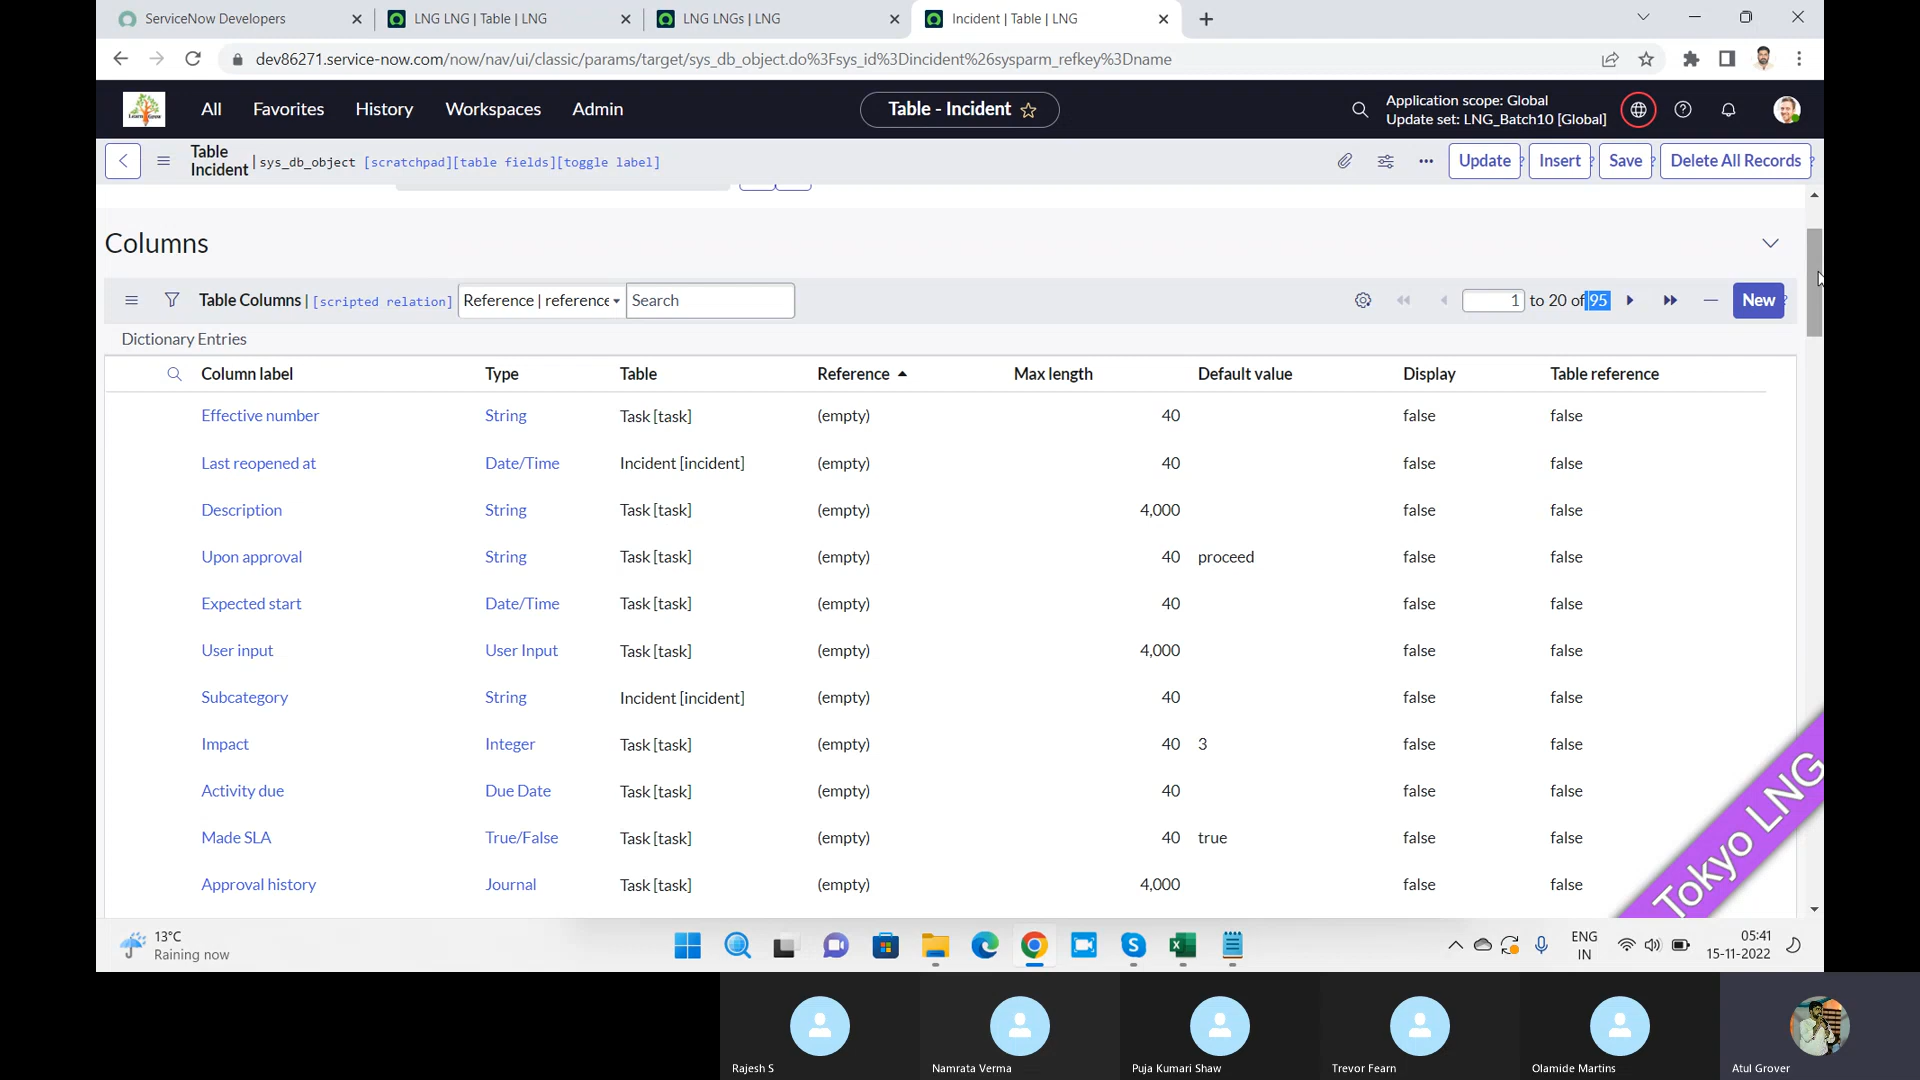 ServiceNow Developers
LNG LNG | Table | LNG
LNG LNGs | LNG
Incident | Table | LNG
dev86271.service-now.com/now/nav/ui/classic/params/target/sys_db_object.do%3Fsys_id%3Dincident%26sysparm_refkey%3Dname
All Favorites History Workspaces Admin
Table - Incident
Application scope: Global
Update set: LNG_Batch10 [Global]
Table
Incident | sys_db_object [scratchpad][table fields][toggle label]
Update Insert Save Delete All Records
Columns
Table Columns | [scripted relation] Reference | reference Search 1 to 20 of 95 New
Dictionary Entries
Column label Type Table Reference Max length Default value Display Table reference
Effective number String Task [task] (empty) 40 false false
Last reopened at Date/Time Incident [incident] (empty) 40 false false
Description String Task [task] (empty) 4,000 false false
Upon approval String Task [task] (empty) 40 proceed false false
Expected start Date/Time Task [task] (empty) 40 false false
User input User Input Task [task] (empty) 4,000 false false
Subcategory String Incident [incident] (empty) 40 false false
Impact Integer Task [task] (empty) 40 3 false false
Activity due Due Date Task [task] (empty) 40 false false
Made SLA True/False Task [task] (empty) 40 true false false
Approval history Journal Task [task] (empty) 4,000 false false
Tokyo LNG
13°C
Raining now
ENG
IN
05:41
15-11-2022
Rajesh S
Namrata Verma
Puja Kumari Shaw
Trevor Fearn
Olamide Martins
Atul Grover